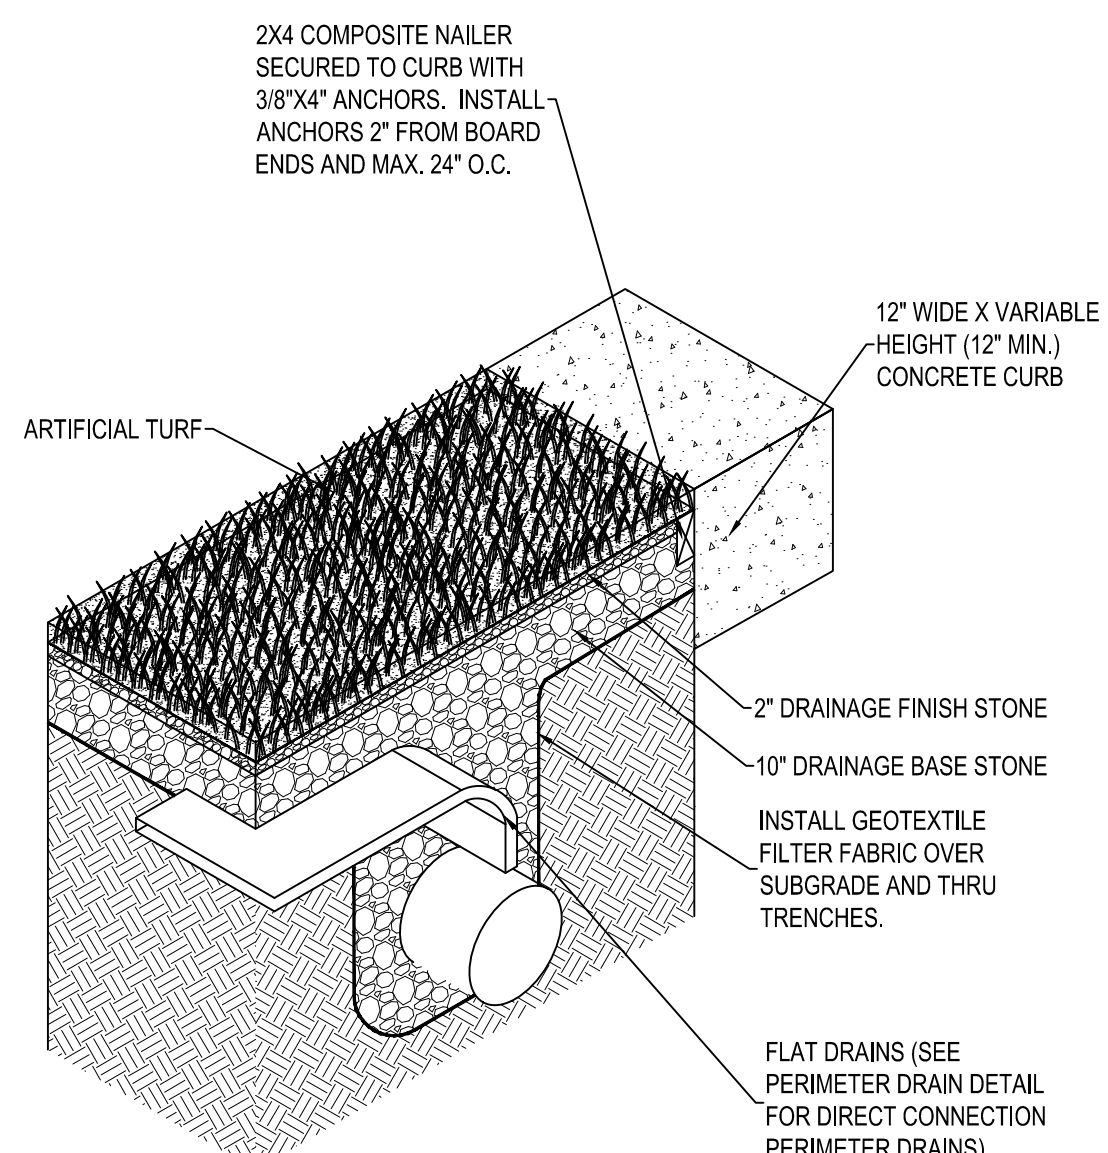 2X4 COMPOSITE NAILER
SECURED TO CURB WITH
3/8"X4" ANCHORS. INSTALL
ANCHORS 2" FROM BOARD
ENDS AND MAX. 24" O.C.
12" WIDE X VARIABLE
HEIGHT (12" MIN.)
CONCRETE CURB
ARTIFICIAL TURF
2" DRAINAGE FINISH STONE
10" DRAINAGE BASE STONE
INSTALL GEOTEXTILE
FILTER FABRIC OVER
SUBGRADE AND THRU
TRENCHES.
FLAT DRAINS (SEE
PERIMETER DRAIN DETAIL
FOR DIRECT CONNECTION
PERIMETER DRAINS)